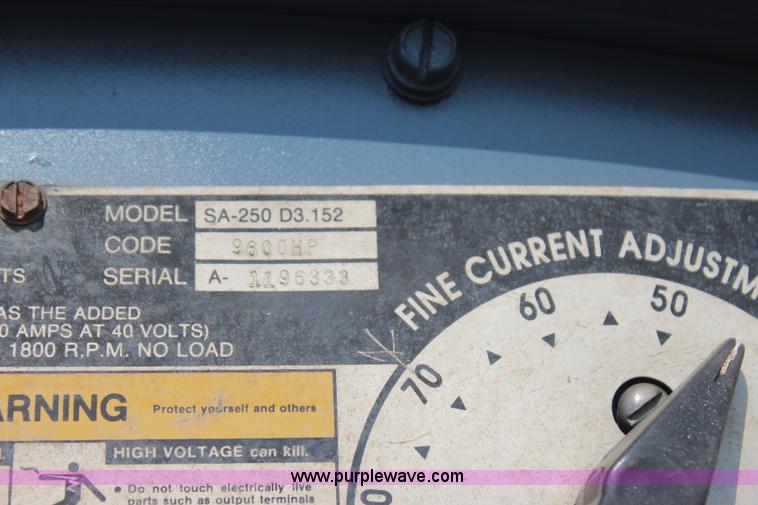 MODEL SA-250 D3.152
CODE 9600HP
SERIAL A- 1196333
TS
AS THE ADDED
0 AMPS AT 40 VOLTS)
1800 R.P.M. NO LOAD
FINE CURRENT ADJUSTM
50
60
70
ARNING Protect yourself and others
HIGH VOLTAGE can kill.
• Do not touch electrically live
parts such as output terminals
www.purplewave.com